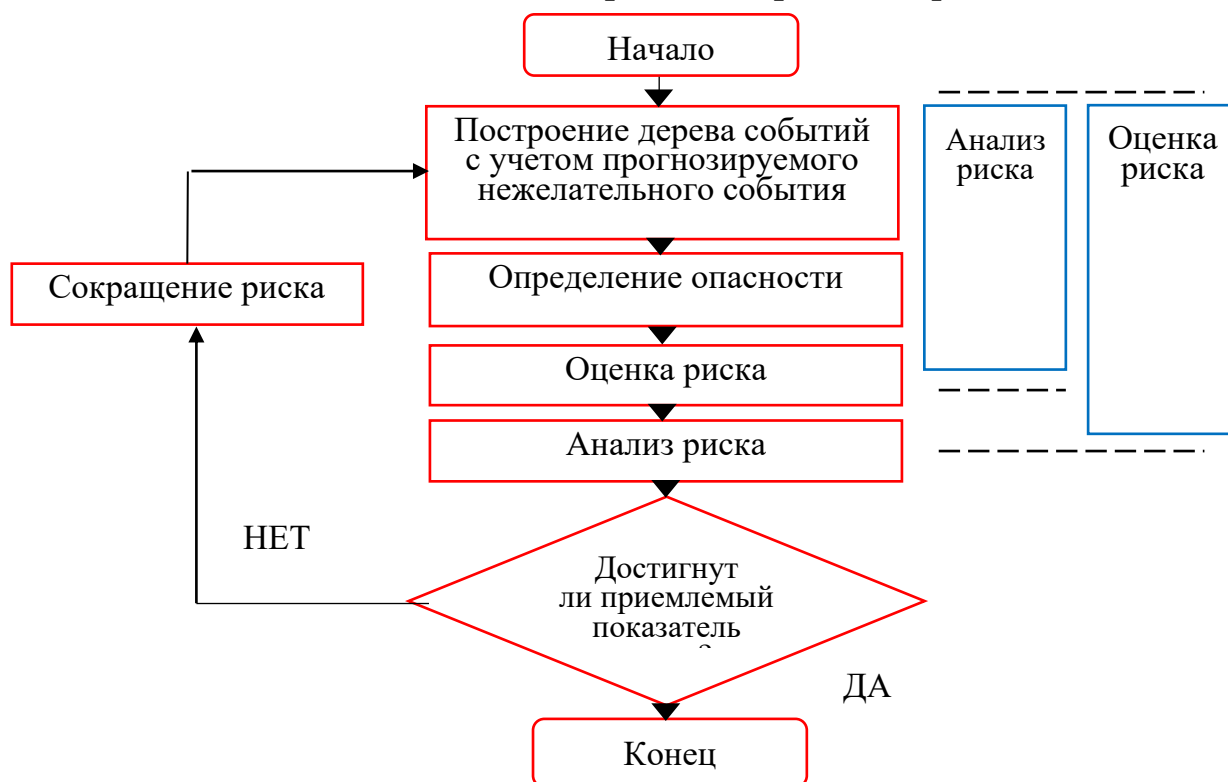 Начало
Построение дерева событий
с учетом прогнозируемого
нежелательного события
Анализ
риска
Оценка
риска
Определение опасности
Сокращение риска
Оценка риска
Анализ риска
НЕТ
Достигнут
ли приемлемый
показатель
ДА
Конец